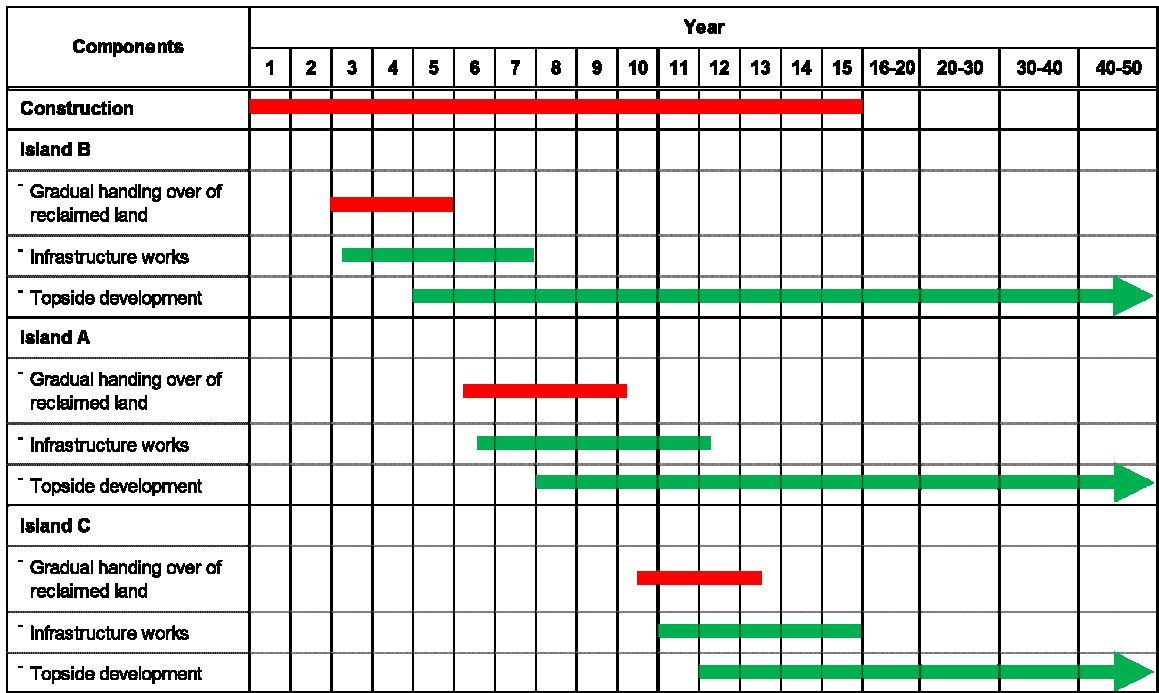 Components
Year
1 2 3 4 5 6 7 8 9 10 11 12 13 14 15 16-20 20-30 30-40 40-50
Construction
Island B
- Gradual handing over of
reclaimed land
- Infrastructure works
- Topside development
Island A
- Gradual handing over of
reclaimed land
- Infrastructure works
- Topside development
Island C
- Gradual handing over of
reclaimed land
- Infrastructure works
- Topside development